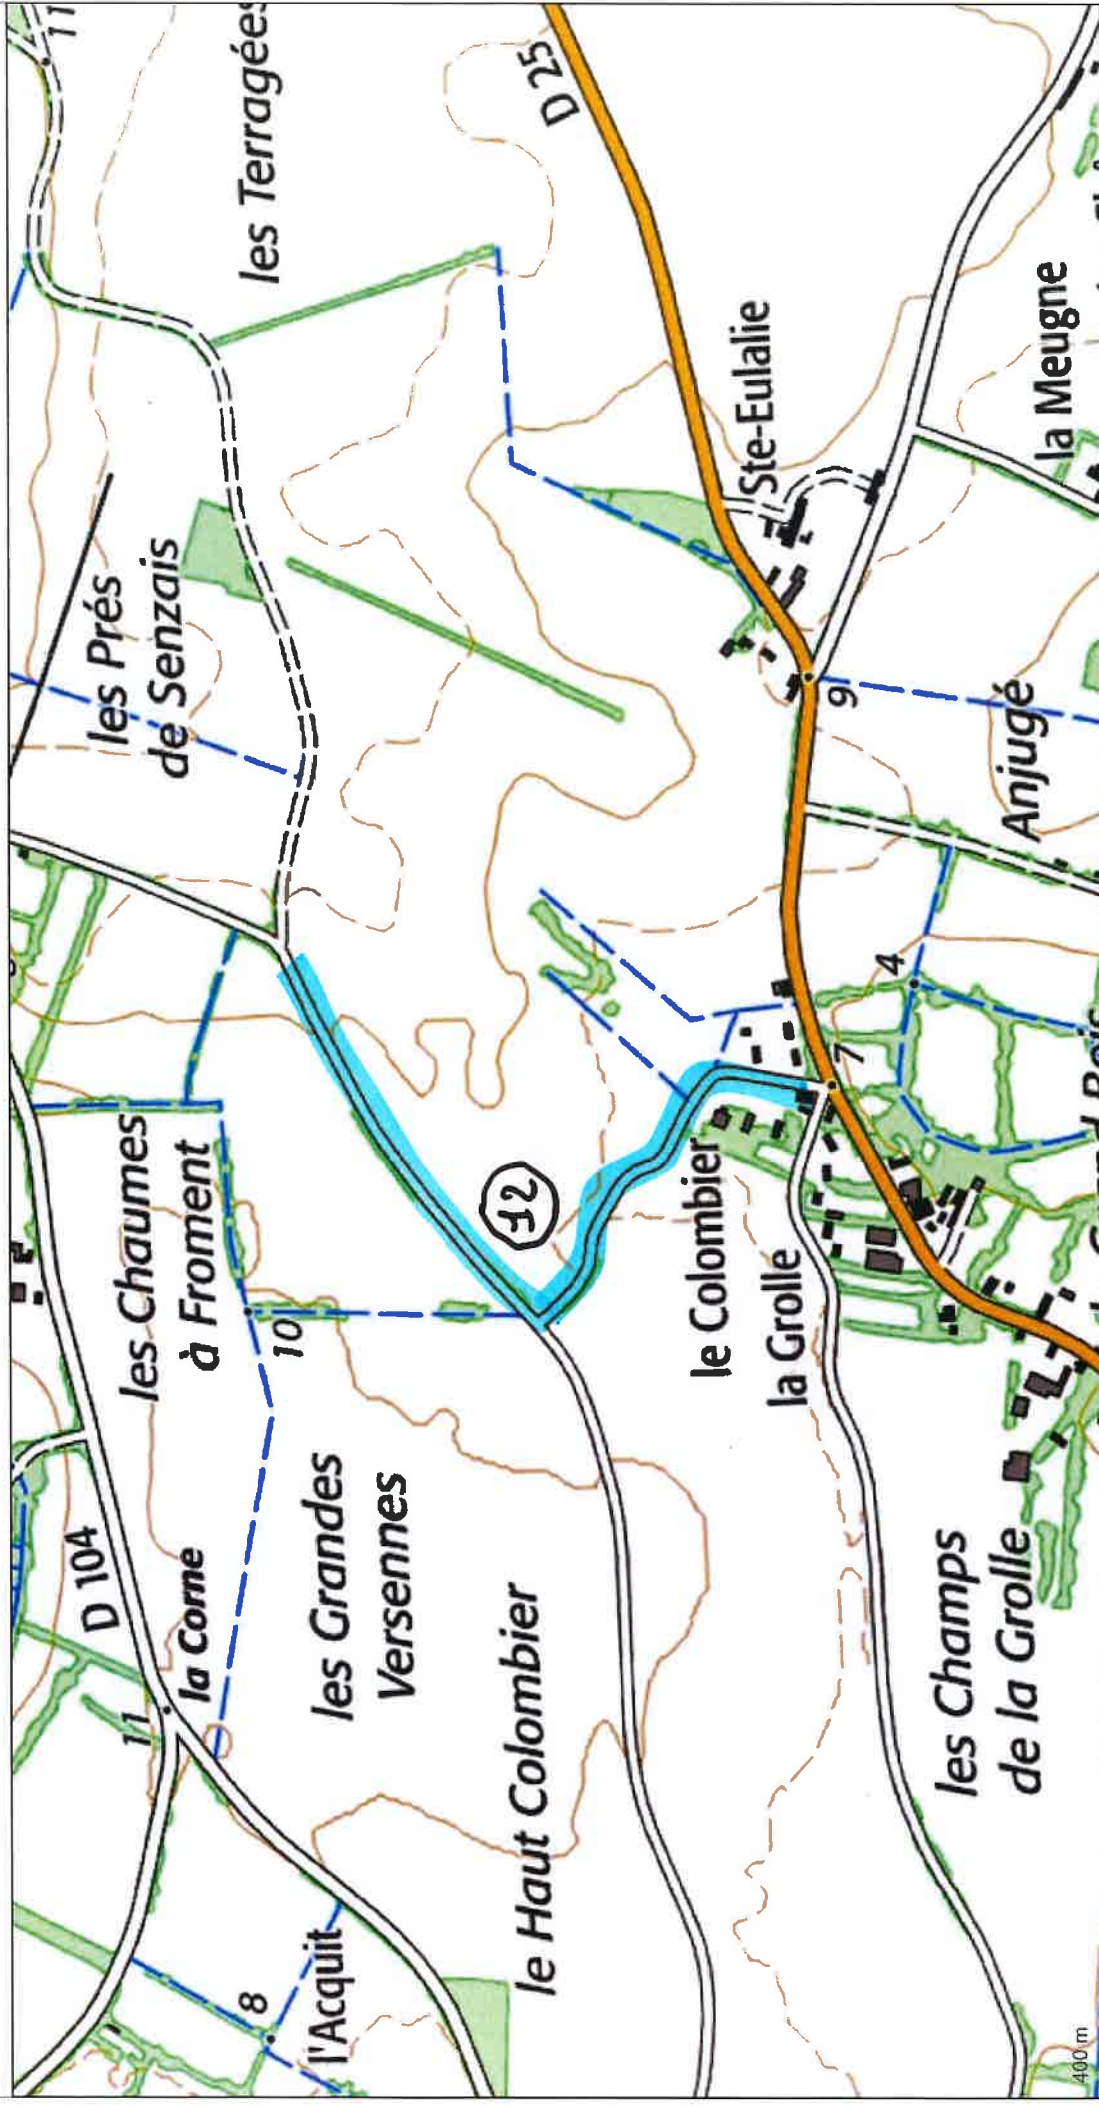 11
les Terragées
D 25
les Prés
de Senzais
Ste-Eulalie
la Meugne
9
Anjugé
4
7
les Chaumes
à Froment
10
12
le Colombier
la Grolle
D 104
la Corne
11
les Grandes
Versennes
le Haut Colombier
les Champs
de la Grolle
8
l'Acquit
400 m